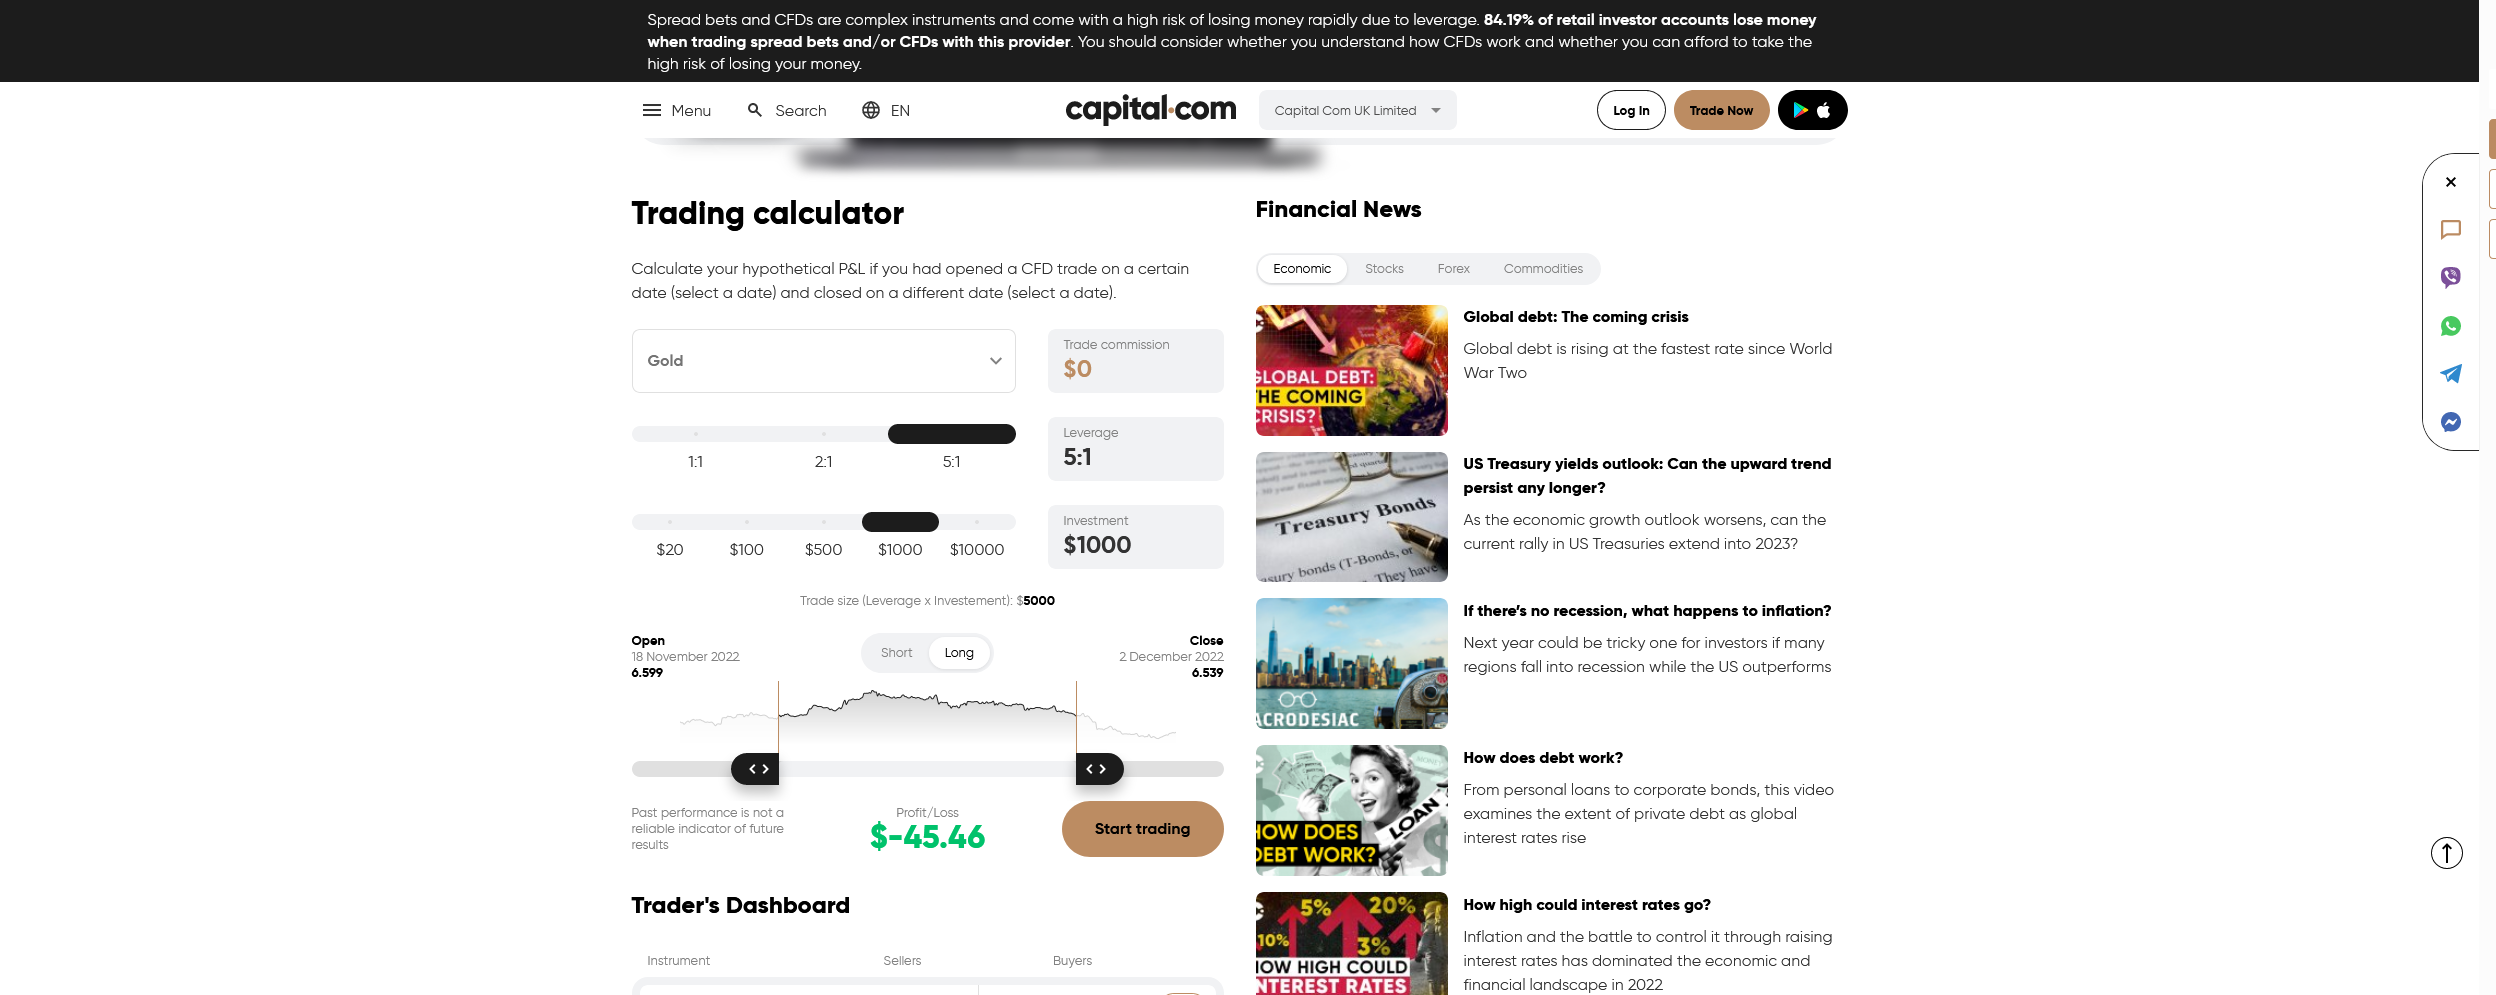 Spread bets and CFDs are complex instruments and come with a high risk of losing money rapidly due to leverage. 84.19% of retail investor accounts lose money
when trading spread bets and/or CFDs with this provider. You should consider whether you understand how CFDs work and whether you can afford to take the
high risk of losing your money.
Menu
Search
EN
capital.com
Capital Com UK Limited
Log In
Trade Now
Trading calculator
Calculate your hypothetical P&L if you had opened a CFD trade on a certain
date (select a date) and closed on a different date (select a date).
Gold
Trade commission
$0
1:1
2:1
5:1
Leverage
5:1
$20
$100
$500
$1000
$10000
Investment
$1000
Trade size (Leverage x Investement): $5000
Open
18 November 2022
6.599
Short
Long
Close
2 December 2022
6.539
Past performance is not a
reliable indicator of future
results
Profit/Loss
$-45.46
Start trading
Trader's Dashboard
Instrument
Sellers
Buyers
Financial News
Economic
Stocks
Forex
Commodities
GLOBAL DEBT:
THE COMING
CRISIS?
Global debt: The coming crisis
Global debt is rising at the fastest rate since World
War Two
Treasury Bonds
US Treasury yields outlook: Can the upward trend
persist any longer?
As the economic growth outlook worsens, can the
current rally in US Treasuries extend into 2023?
ACRODESIAC
If there’s no recession, what happens to inflation?
Next year could be tricky one for investors if many
regions fall into recession while the US outperforms
LOAN
HOW DOES
DEBT WORK?
How does debt work?
From personal loans to corporate bonds, this video
examines the extent of private debt as global
interest rates rise
5%
20%
10%
3%
HOW HIGH COULD
INTEREST RATES
How high could interest rates go?
Inflation and the battle to control it through raising
interest rates has dominated the economic and
financial landscape in 2022